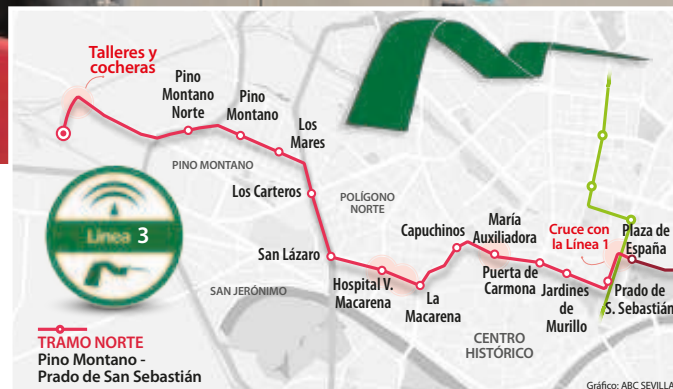 Talleres y
cocheras
Pino
Montano
Norte
Pino
Montano
Los
Mares
PINO MONTANO
Los Carteros
POLÍGONO
NORTE
Línea 3
San Lázaro
Hospital V.
Macarena
SAN JERÓNIMO
La
Macarena
Capuchinos
María
Auxiliadora
Puerta de
Carmona
Jardines
de
Murillo
Cruce con
la Línea 1
Plaza de
España
Prado de
S. Sebastián
CENTRO
HISTÓRICO
TRAMO NORTE
Pino Montano -
Prado de San Sebastián
Gráfico: ABC SEVILLA